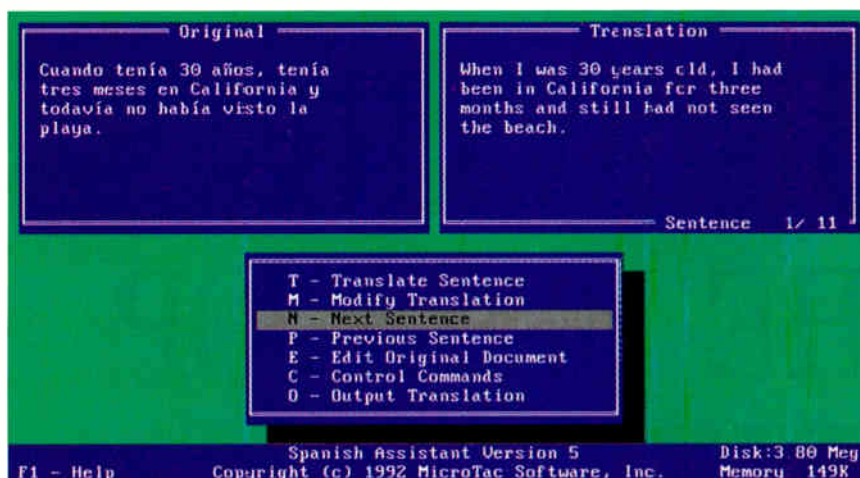 Original
Cuando tenía 30 años, tenía
tres meses en California y
todavía no había visto la
playa.
Translation
When I was 30 years old, I had
been in California for three
months and still had not seen
the beach.
Sentence 1/ 11
T - Translate Sentence
M - Modify Translation
N - Next Sentence
P - Previous Sentence
E - Edit Original Document
C - Control Commands
O - Output Translation
Spanish Assistant Version 5 Disk:3.80 Meg
F1 - Help Copyright (c) 1992 MicroTac Software, Inc. Memory 149K